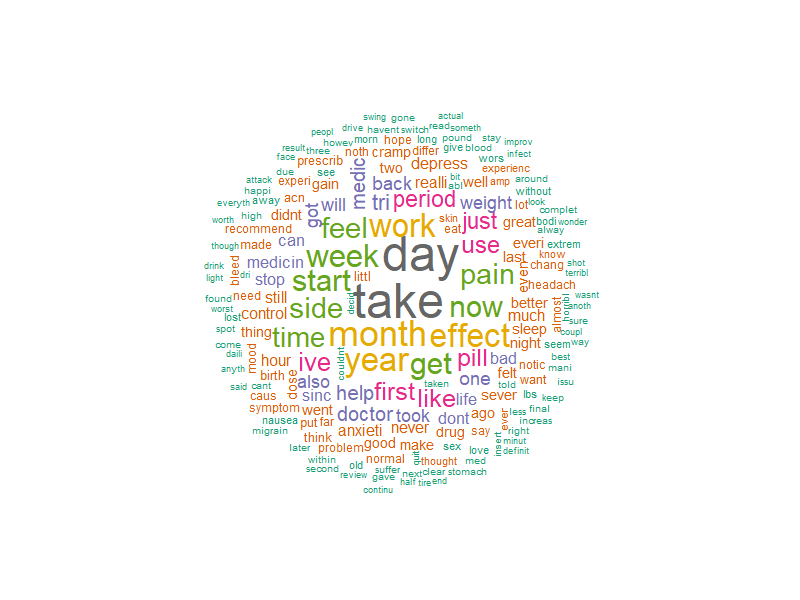 swing gone actual
peopl drive havent switch read someth
howev morn hope long pound stay improv
result three noth cramp differ give blood wors infect
face prescrib two depress experienc
due see medic bit
attack experi gain back realli abl well amp around
happi acn tri period weight lot without
everyth away will look
worth high didnt got feel work skin just great bodi complet wonder
recommend eat alway
though made can week day use everi extrem
drink bleed medicin last know
light dri stop start littl take pain even chang shot terribl
need still side decid now better headach
found control much horribl wasnt
worst lost almost anoth
spot thing time month effect sleep sure coupl
come mood night seem way
daili hour ive couldnt year get pill bad notic best
anyth birth dose also felt mani
said cant sinc help first taken like one told want issu
caus life sever lbs keep
symptom went doctor took dont ago ever less final
nausea put far never drug say increas
migrain think anxieti right
later problem good make sex love insert minut
within normal quit thought med definit
second old suffer next clear stomach
review gave half tire end
continu